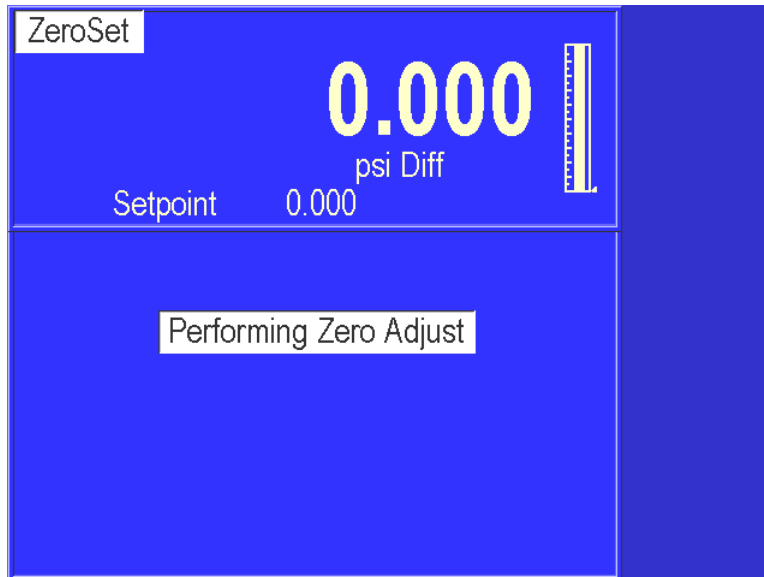 ZeroSet
0.000
psi Diff
Setpoint 0.000
Performing Zero Adjust